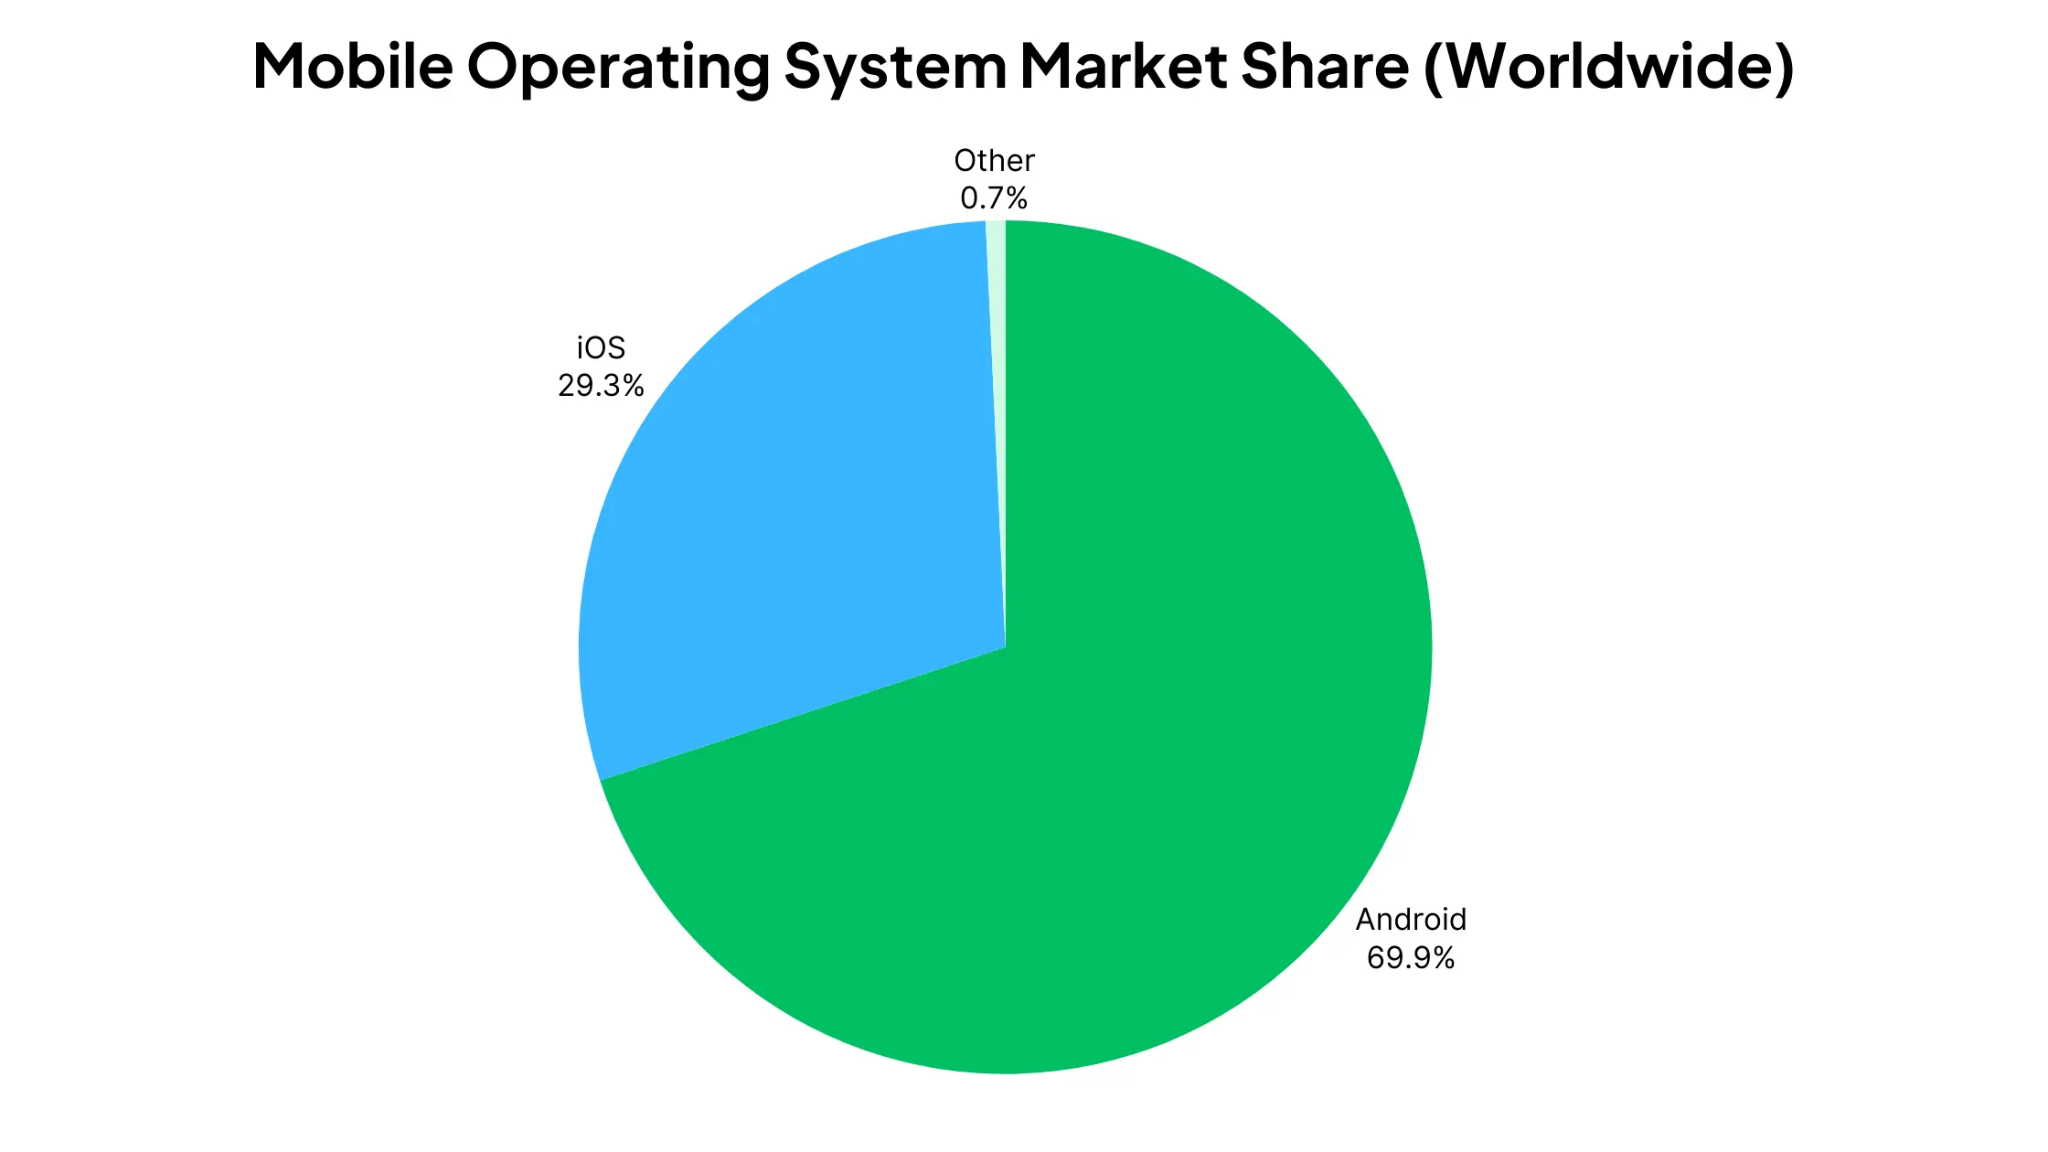 Mobile Operating System Market Share (Worldwide)
Other
0.7%
iOS
29.3%
Android
69.9%